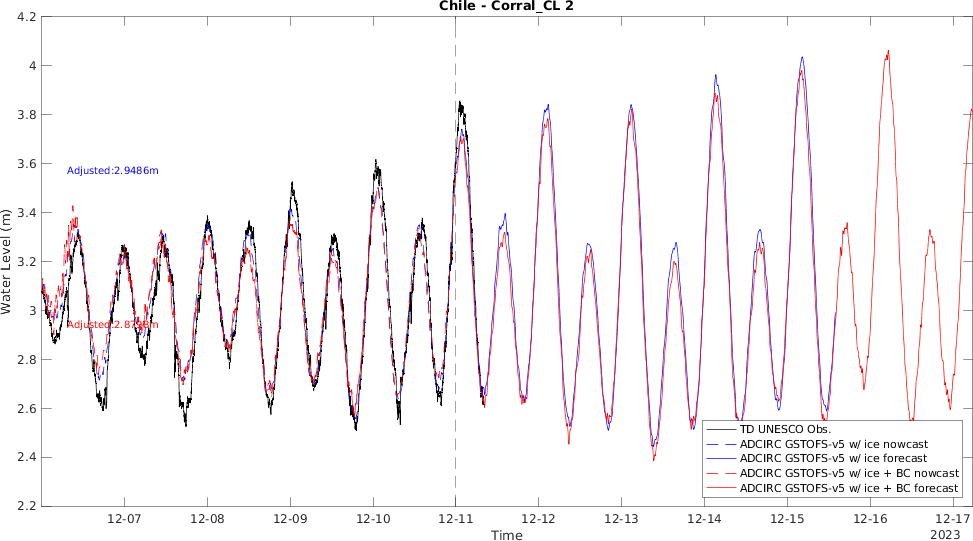 Chile - Corral_CL 2
4.2
4
3.8
3.6
3.4
3.2
3
2.8
2.6
2.4
2.2
Water Level (m)
Adjusted:2.9486m
TD UNESCO Obs.
ADCIRC GSTOFS-v5 w/ ice nowcast
ADCIRC GSTOFS-v5 w/ ice forecast
ADCIRC GSTOFS-v5 w/ ice + BC nowcast
ADCIRC GSTOFS-v5 w/ ice + BC forecast
12-07 12-08 12-09 12-10 12-11 12-12 12-13 12-14 12-15 12-16 12-17
Time
2023